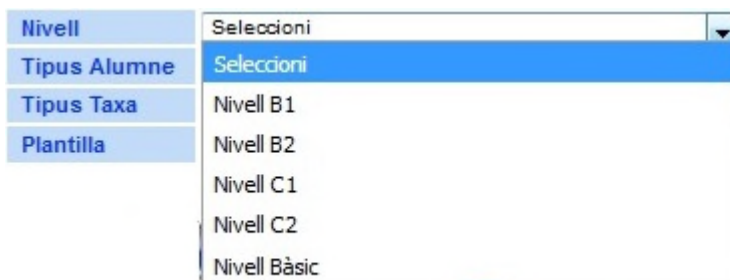 Nivell Seleccioni
Tipus Alumne Seleccioni
Tipus Taxa Nivell B1
Plantilla Nivell B2
Nivell C1
Nivell C2
Nivell Bàsic